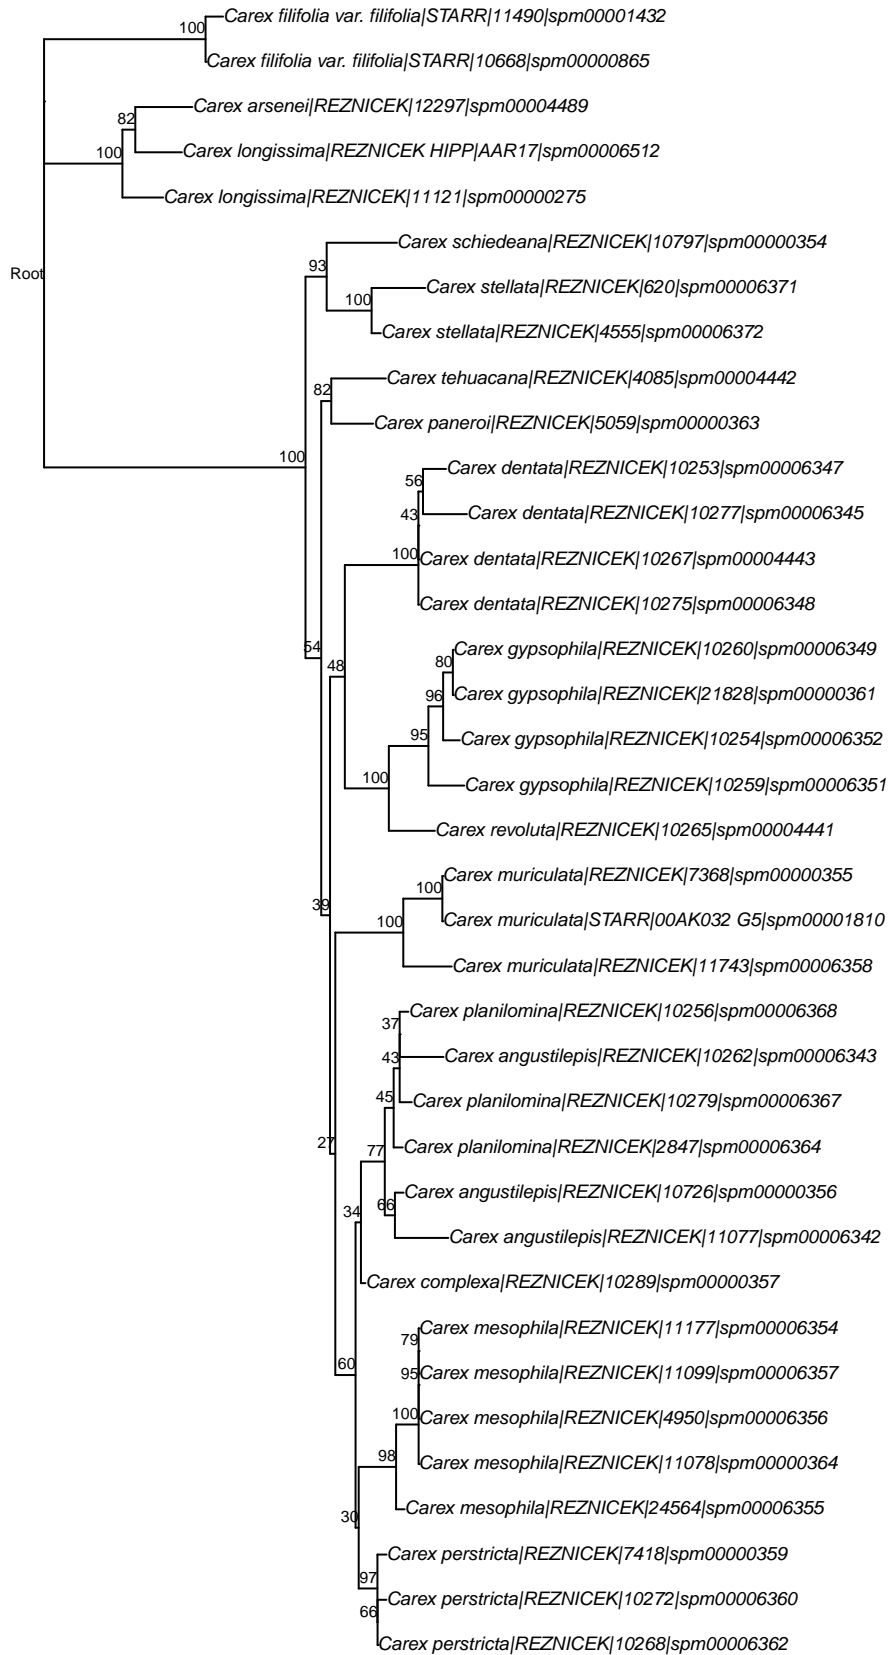 Carex filifolia var. filifolia|STARR|11490|spm00001432
100
Carex filifolia var. filifolia|STARR|10668|spm00000865
Carex arsenei|REZNICEK|12297|spm00004489
82
Carex longissima|REZNICEK HIPP|AAR17|spm00006512
100
Carex longissima|REZNICEK|11121|spm00000275
Carex schiedeana|REZNICEK|10797|spm00000354
Root
93
Carex stellata|REZNICEK|620|spm00006371
100
Carex stellata|REZNICEK|4555|spm00006372
Carex tehuacana|REZNICEK|4085|spm00004442
82
Carex paneroi|REZNICEK|5059|spm00000363
100
Carex dentata|REZNICEK|10253|spm00006347
56
Carex dentata|REZNICEK|10277|spm00006345
43
100
Carex dentata|REZNICEK|10267|spm00004443
Carex dentata|REZNICEK|10275|spm00006348
54
Carex gypsophila|REZNICEK|10260|spm00006349
48
80
Carex gypsophila|REZNICEK|21828|spm00000361
96
Carex gypsophila|REZNICEK|10254|spm00006352
95
100
Carex gypsophila|REZNICEK|10259|spm00006351
Carex revoluta|REZNICEK|10265|spm00004441
Carex muriculata|REZNICEK|7368|spm00000355
100
39
Carex muriculata|STARR|00AK032 G5|spm00001810
100
Carex muriculata|REZNICEK|11743|spm00006358
Carex planilomina|REZNICEK|10256|spm00006368
37
43
Carex angustilepis|REZNICEK|10262|spm00006343
45
Carex planilomina|REZNICEK|10279|spm00006367
27
77
Carex planilomina|REZNICEK|2847|spm00006364
Carex angustilepis|REZNICEK|10726|spm00000356
34
66
Carex angustilepis|REZNICEK|11077|spm00006342
Carex complexa|REZNICEK|10289|spm00000357
Carex mesophila|REZNICEK|11177|spm00006354
79
60
95
Carex mesophila|REZNICEK|11099|spm00006357
100
Carex mesophila|REZNICEK|4950|spm00006356
98
Carex mesophila|REZNICEK|11078|spm00000364
Carex mesophila|REZNICEK|24564|spm00006355
30
Carex perstricta|REZNICEK|7418|spm00000359
97
Carex perstricta|REZNICEK|10272|spm00006360
66
Carex perstricta|REZNICEK|10268|spm00006362